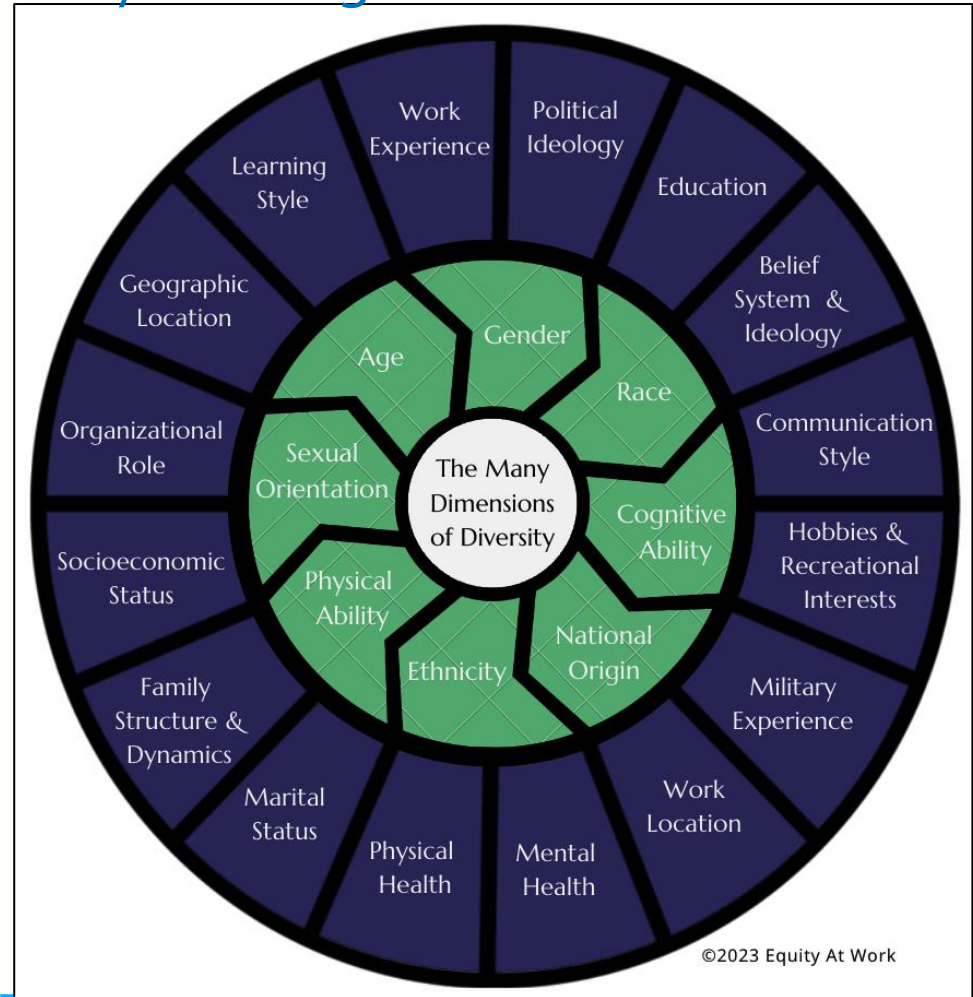 Work
Experience
Political
Ideology
Education
Belief
System &
Ideology
Communication
Style
Hobbies &
Recreational
Interests
Military
Experience
Work
Location
Mental
Health
Physical
Health
Marital
Status
Family
Structure &
Dynamics
Socioeconomic
Status
Organizational
Role
Geographic
Location
Learning
Style
Gender
Race
Cognitive
Ability
National
Origin
Ethnicity
Physical
Ability
Sexual
Orientation
Age
The Many
Dimensions
of Diversity
©2023 Equity At Work